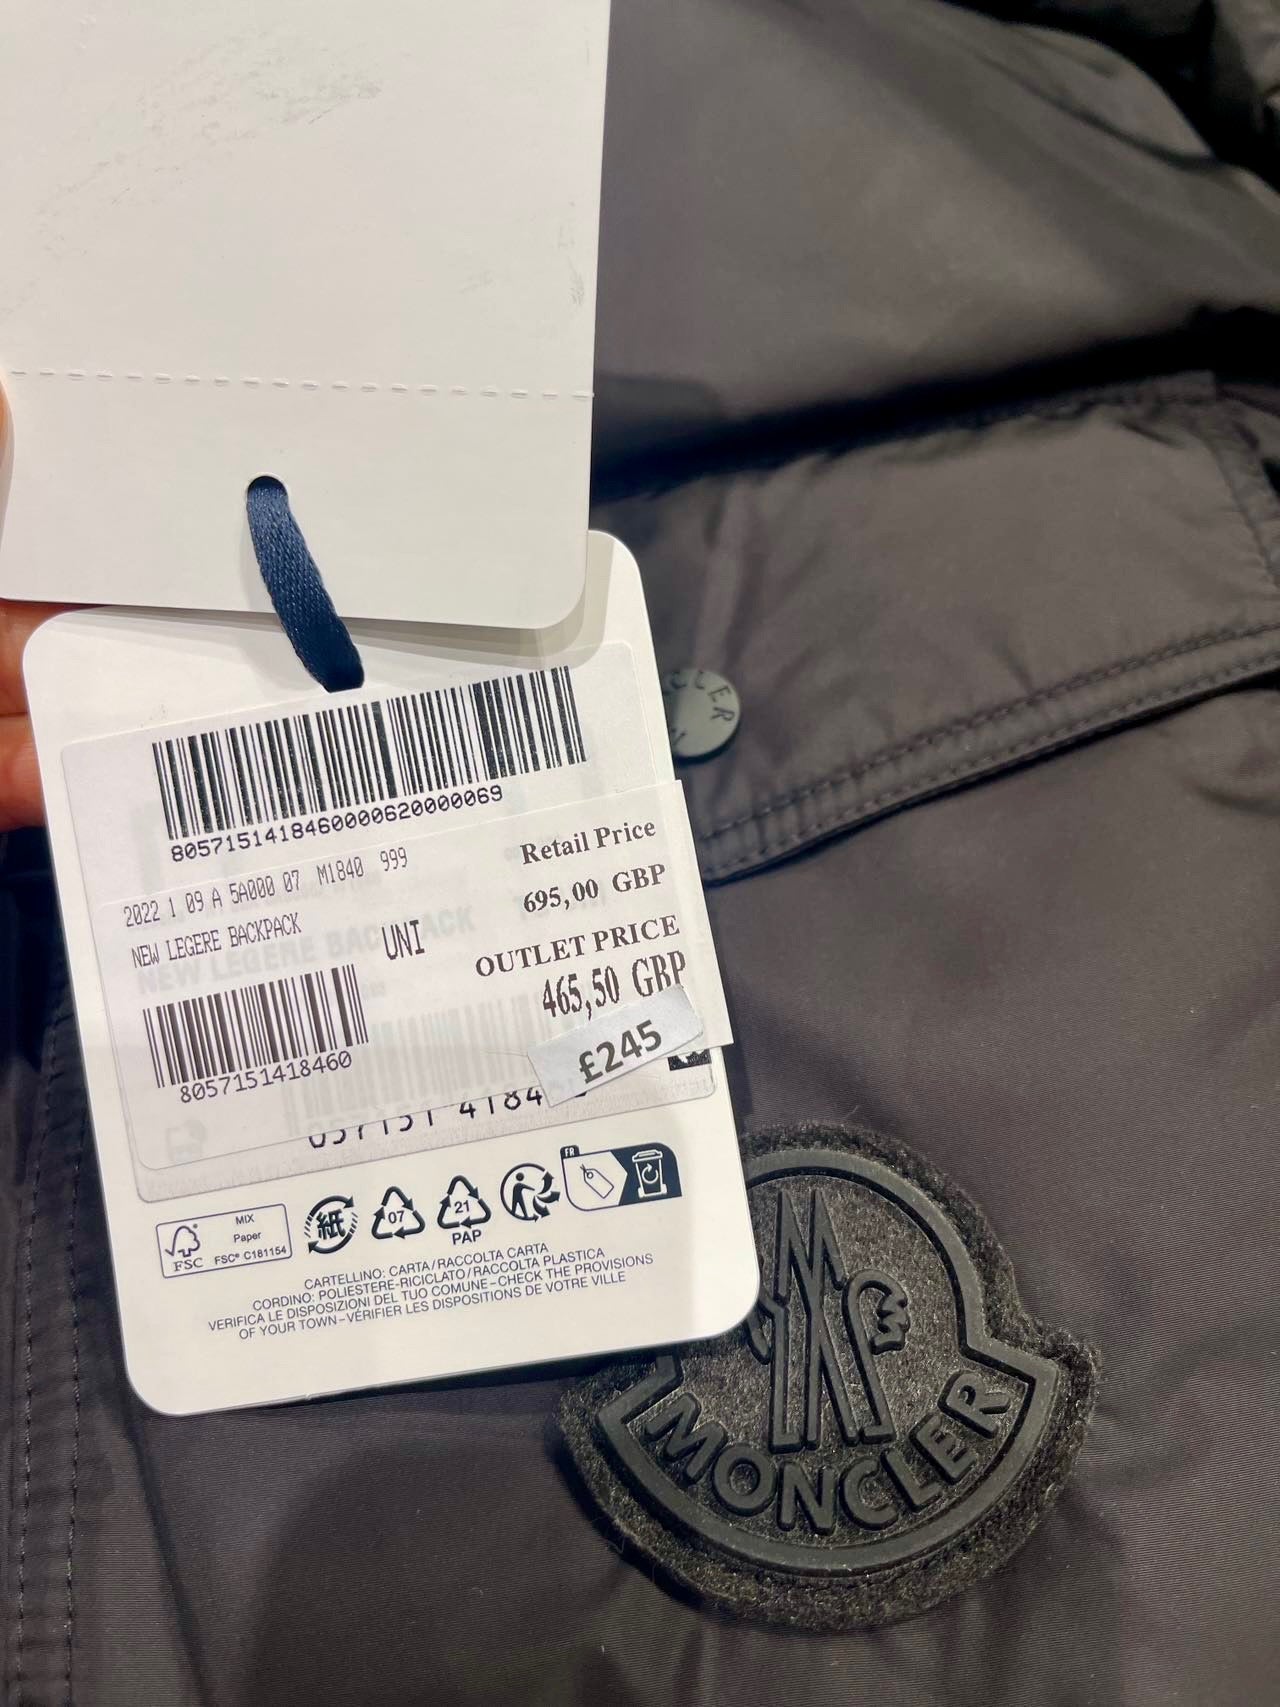 8057151418460000620000069
2022 1 09 A 5A000 07 M1840 999
NEW LEGERE BACKPACK
UNI
Retail Price
695,00 GBP
OUTLET PRICE
465,50 GBP
£245
8057151418460
FSC
MIX
Paper
FSC® C181154
紙
07
21
PAP
FR
CARTELLINO: CARTA/RACCOLTA CARTA
CORDINO: POLIESTERE-RICICLATO/RACCOLTA PLASTICA
VERIFICA LE DISPOSIZIONI DEL TUO COMUNE-CHECK THE PROVISIONS
OF YOUR TOWN-VÉRIFIER LES DISPOSITIONS DE VOTRE VILLE
MONCLER